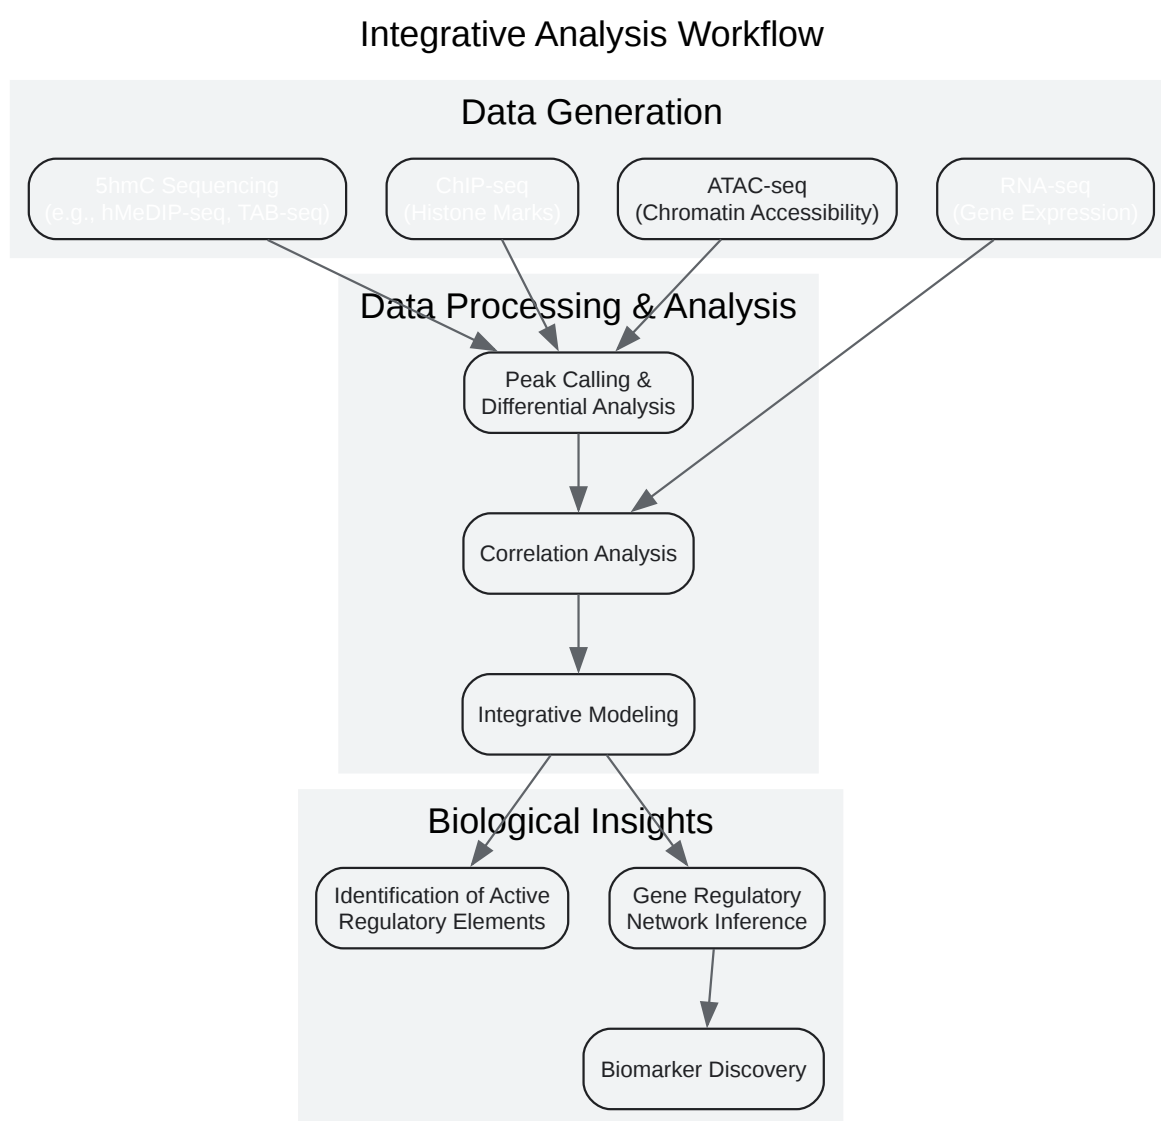 Integrative Analysis Workflow
Data Generation
5hmC Sequencing
(e.g., hMeDIP-seq, TAB-seq)
ChIP-seq
(Histone Marks)
ATAC-seq
(Chromatin Accessibility)
RNA-seq
(Gene Expression)
Data Processing & Analysis
Peak Calling &
Differential Analysis
Correlation Analysis
Integrative Modeling
Biological Insights
Identification of Active
Regulatory Elements
Gene Regulatory
Network Inference
Biomarker Discovery